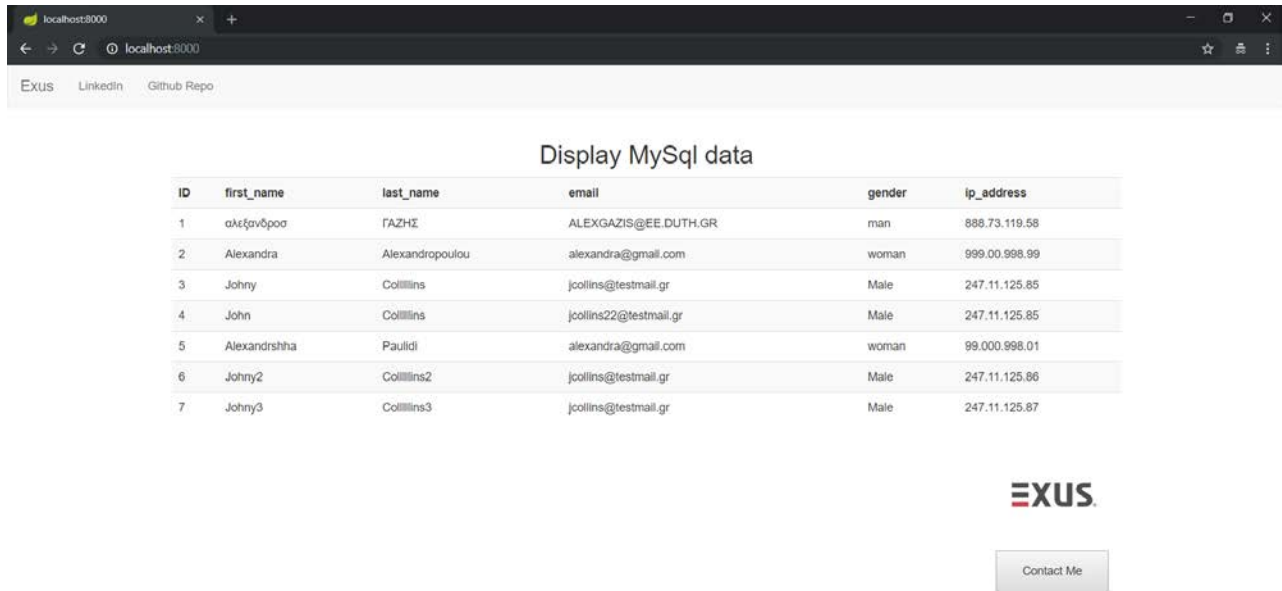 localhost:8000
localhost:8000
Exus LinkedIn Github Repo
Display MySql data
ID first_name last_name email gender ip_address
1 αλεξανδροσ ΓΑΖΗΣ ALEXGAZIS@EE.DUTH.GR man 888.73.119.58
2 Alexandra Alexandropoulou alexandra@gmail.com woman 999.00.998.99
3 Johny jcollins@testmail.gr Male 247.11.125.85
4 John jcollins22@testmail.gr Male 247.11.125.85
5 Alexandrshha Paulidi alexandra@gmail.com woman 99.000.998.01
6 Johny2 jcollins@testmail.gr Male 247.11.125.86
7 Johny3 jcollins@testmail.gr Male 247.11.125.87
EXUS
Contact Me